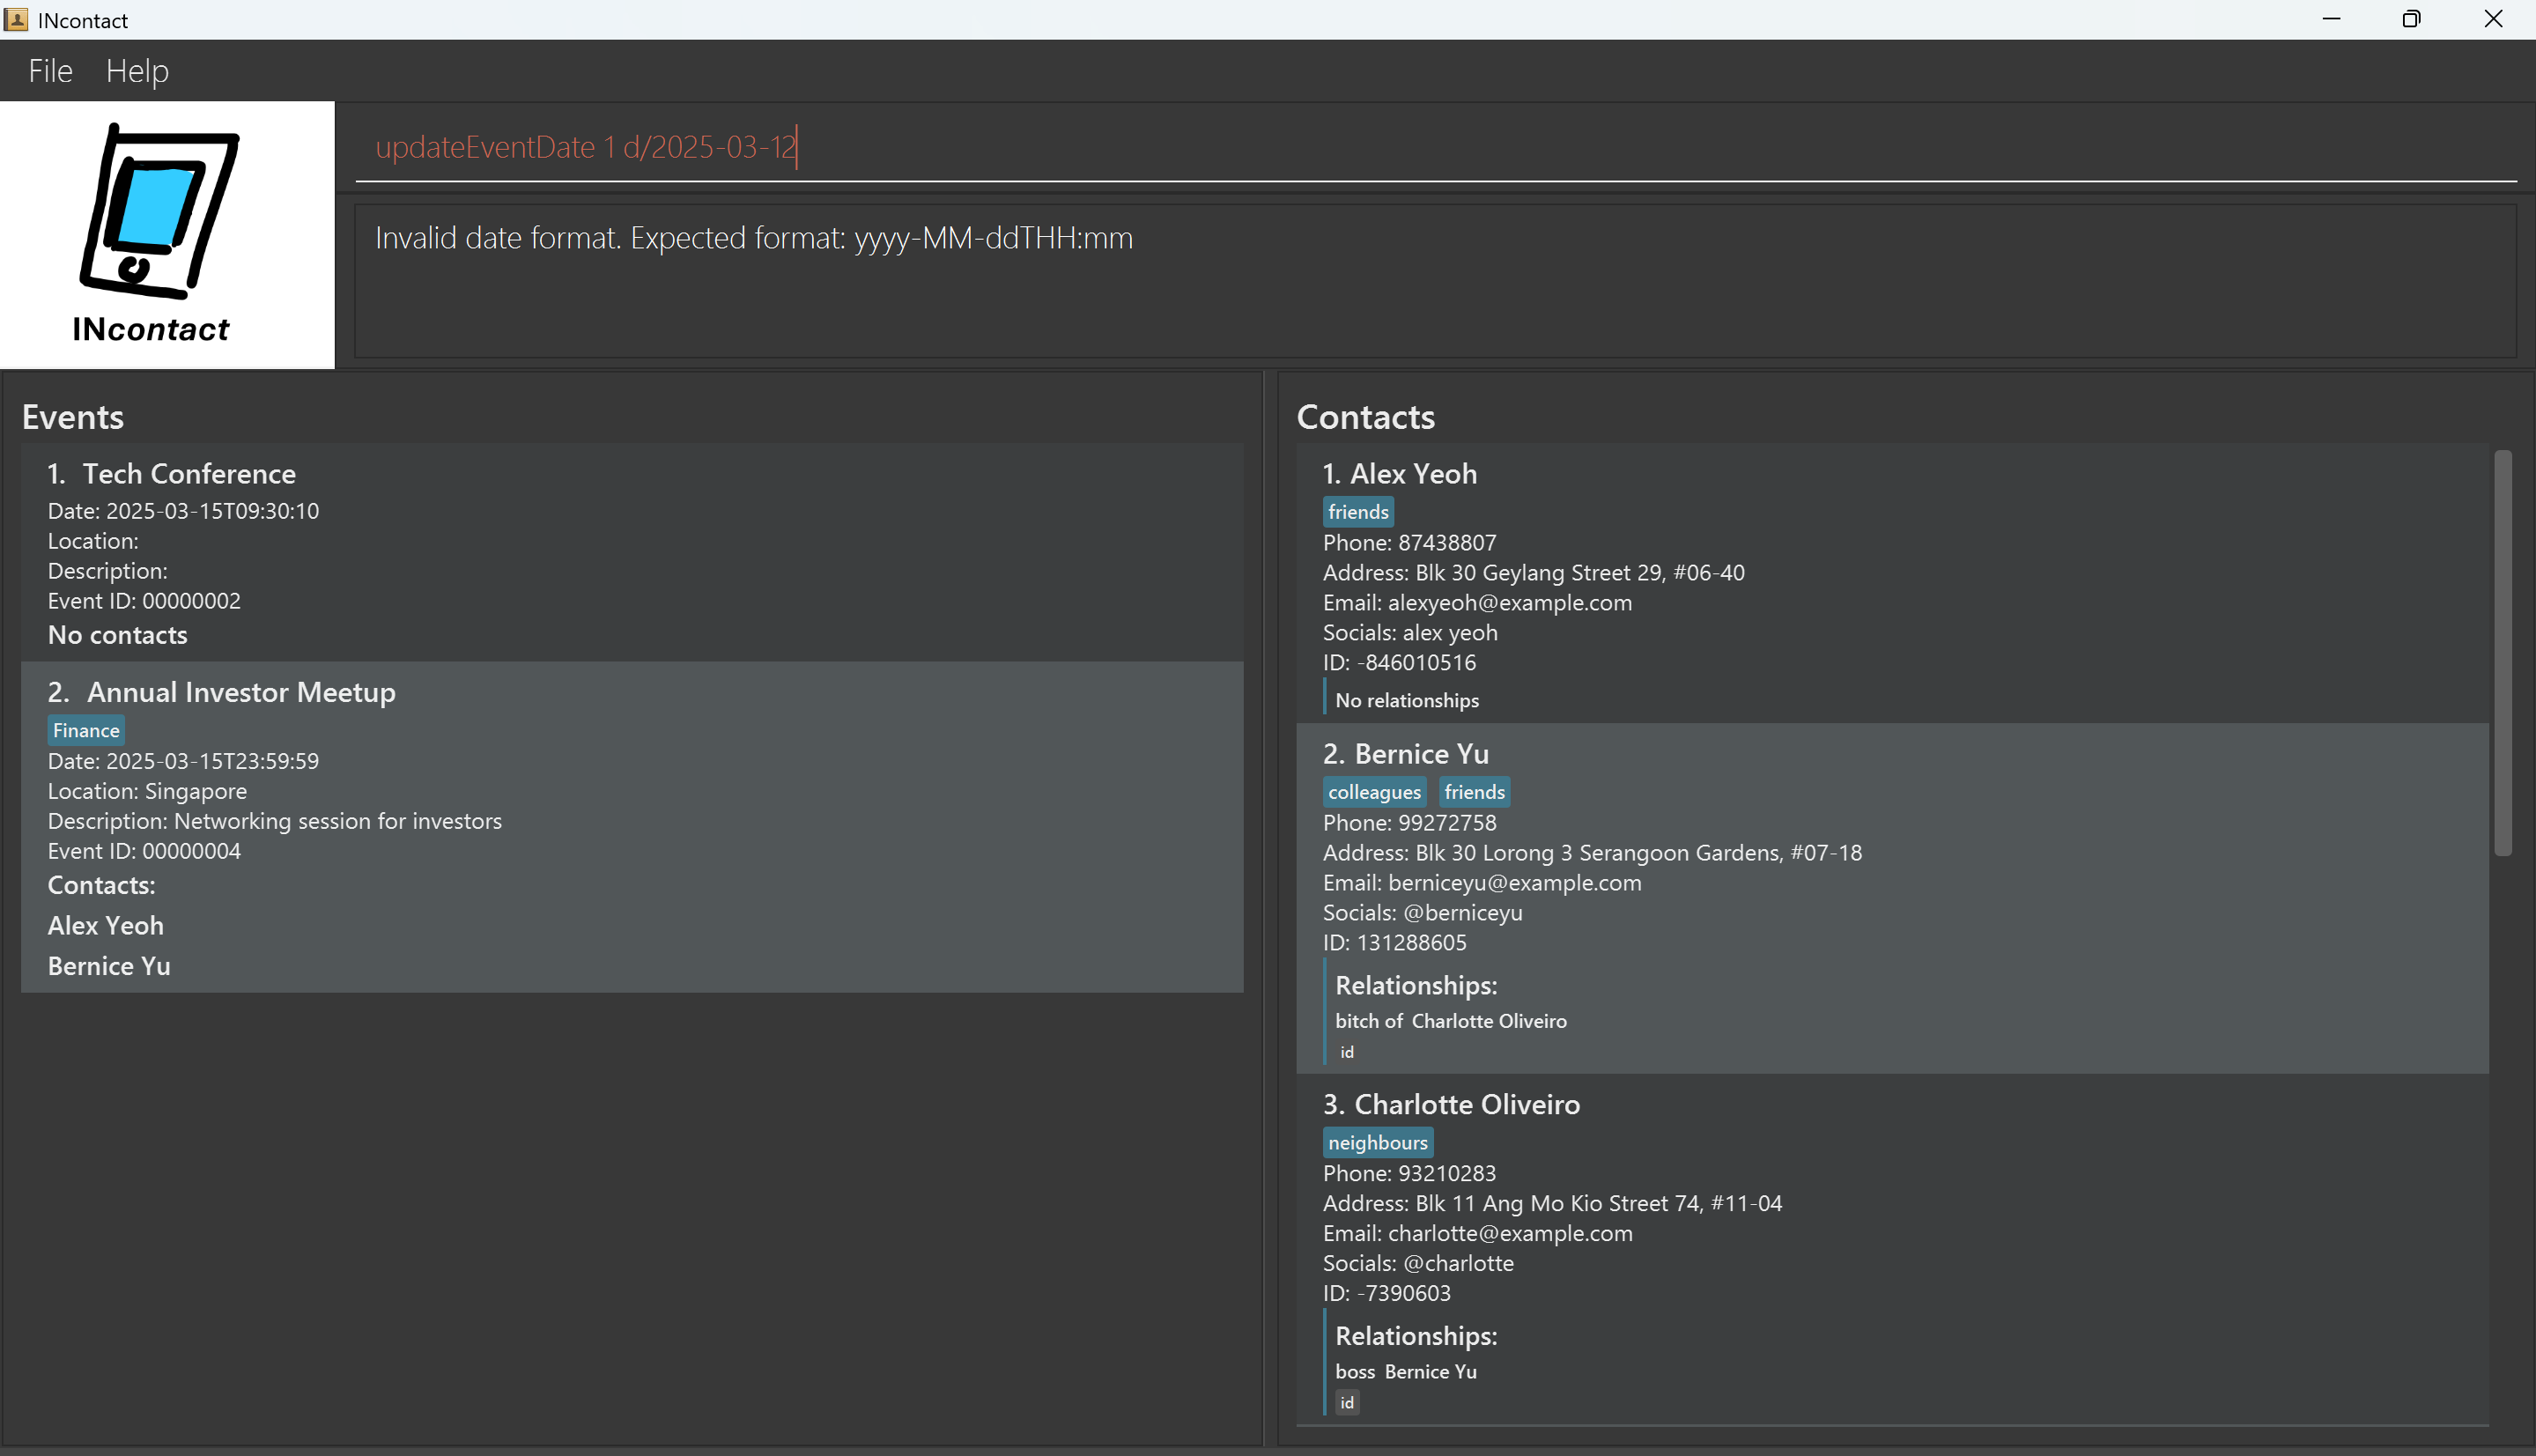 INcontact
File Help
INcontact
updateEventDate 1 d/2025-03-12
Invalid date format. Expected format: yyyy-MM-ddTHH:mm
Events
1. Tech Conference
Date: 2025-03-15T09:30:10
Location:
Description:
Event ID: 00000002
No contacts
2. Annual Investor Meetup
Finance
Date: 2025-03-15T23:59:59
Location: Singapore
Description: Networking session for investors
Event ID: 00000004
Contacts:
Alex Yeoh
Bernice Yu
Contacts
1. Alex Yeoh
friends
Phone: 87438807
Address: Blk 30 Geylang Street 29, #06-40
Email: alexyeoh@example.com
Socials: alex yeoh
ID: -846010516
No relationships
2. Bernice Yu
colleagues friends
Phone: 99272758
Address: Blk 30 Lorong 3 Serangoon Gardens, #07-18
Email: berniceyu@example.com
Socials: @berniceyu
ID: 131288605
Relationships:
bitch of Charlotte Oliveiro
id
3. Charlotte Oliveiro
neighbours
Phone: 93210283
Address: Blk 11 Ang Mo Kio Street 74, #11-04
Email: charlotte@example.com
Socials: @charlotte
ID: -7390603
Relationships:
boss Bernice Yu
id